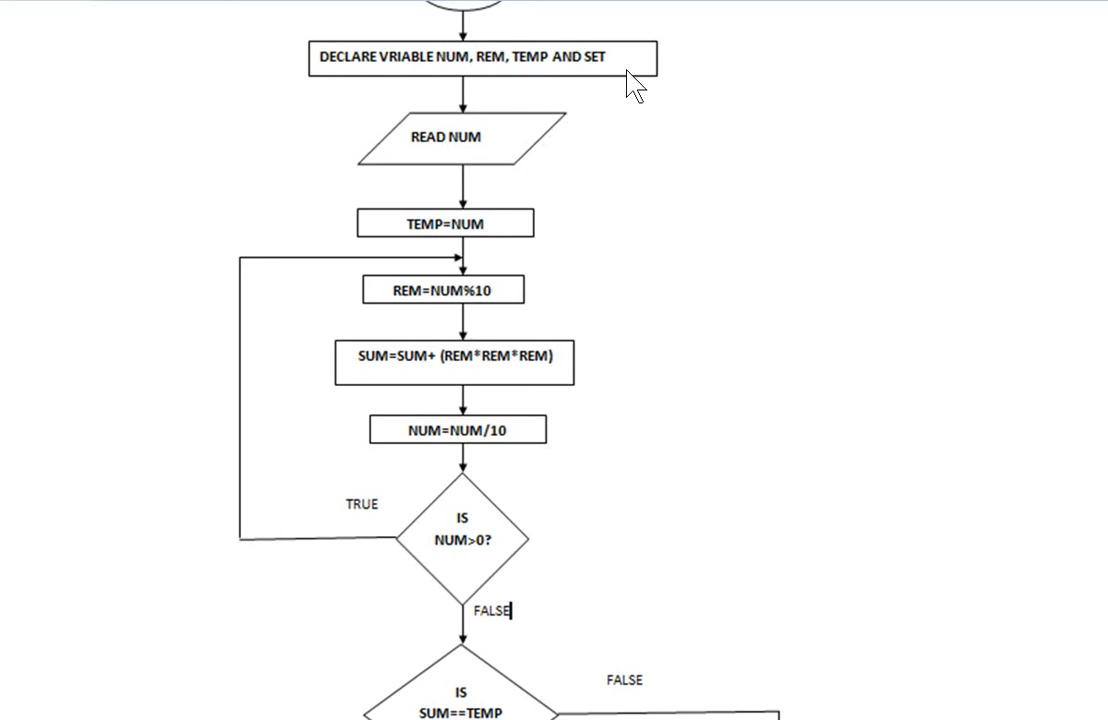 DECLARE VRIABLE NUM, REM, TEMP AND SET
READ NUM
TEMP=NUM
REM=NUM%10
SUM=SUM+ (REM*REM*REM)
NUM=NUM/10
TRUE
IS
NUM>0?
FALSE
FALSE
IS
SUM==TEMP